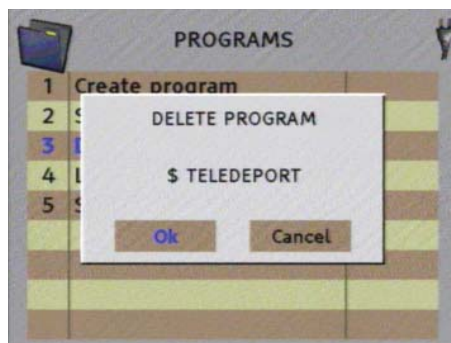 PROGRAMS
1 Create program
2 S
3 D
4 L
5 S
DELETE PROGRAM
$ TELEDEPORT
Ok Cancel